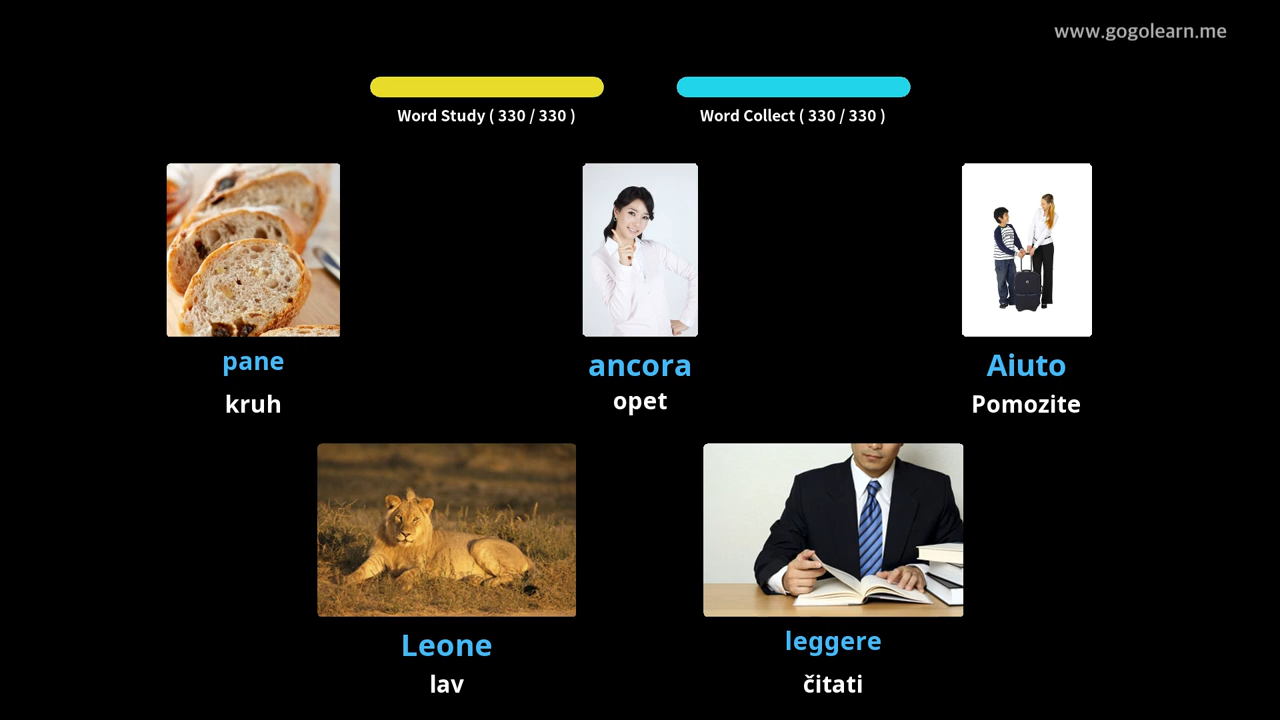 www.gogolearn.me
Word Study ( 330 / 330 )
Word Collect ( 330 / 330 )
pane
kruh
ancora
opet
Aiuto
Pomozite
Leone
lav
leggere
čitati